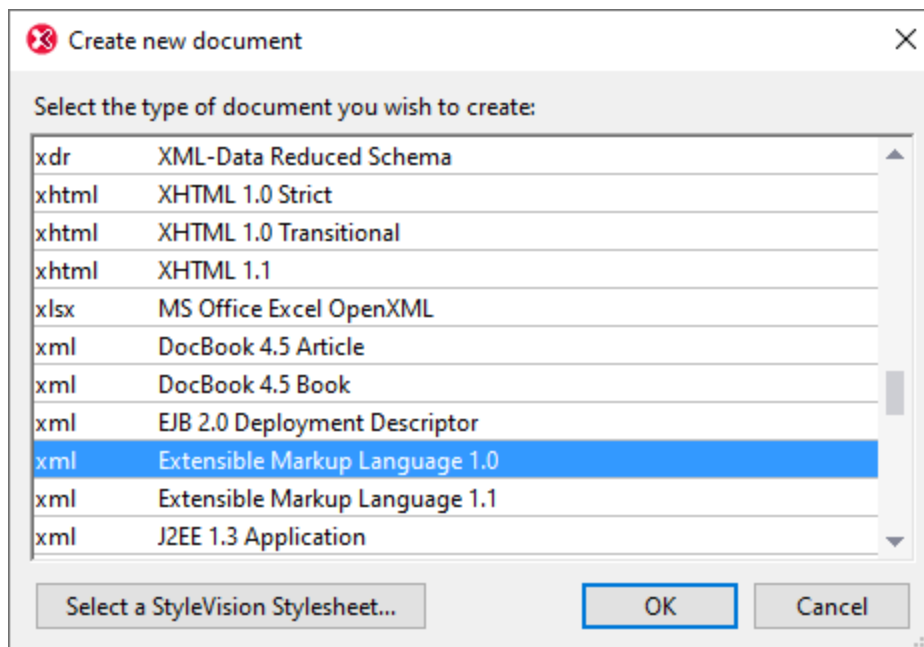 Create new document
Select the type of document you wish to create:
xdr XML-Data Reduced Schema
xhtml XHTML 1.0 Strict
xhtml XHTML 1.0 Transitional
xhtml XHTML 1.1
xlsx MS Office Excel OpenXML
xml DocBook 4.5 Article
xml DocBook 4.5 Book
xml EJB 2.0 Deployment Descriptor
xml Extensible Markup Language 1.0
xml Extensible Markup Language 1.1
xml J2EE 1.3 Application
Select a StyleVision Stylesheet... OK Cancel